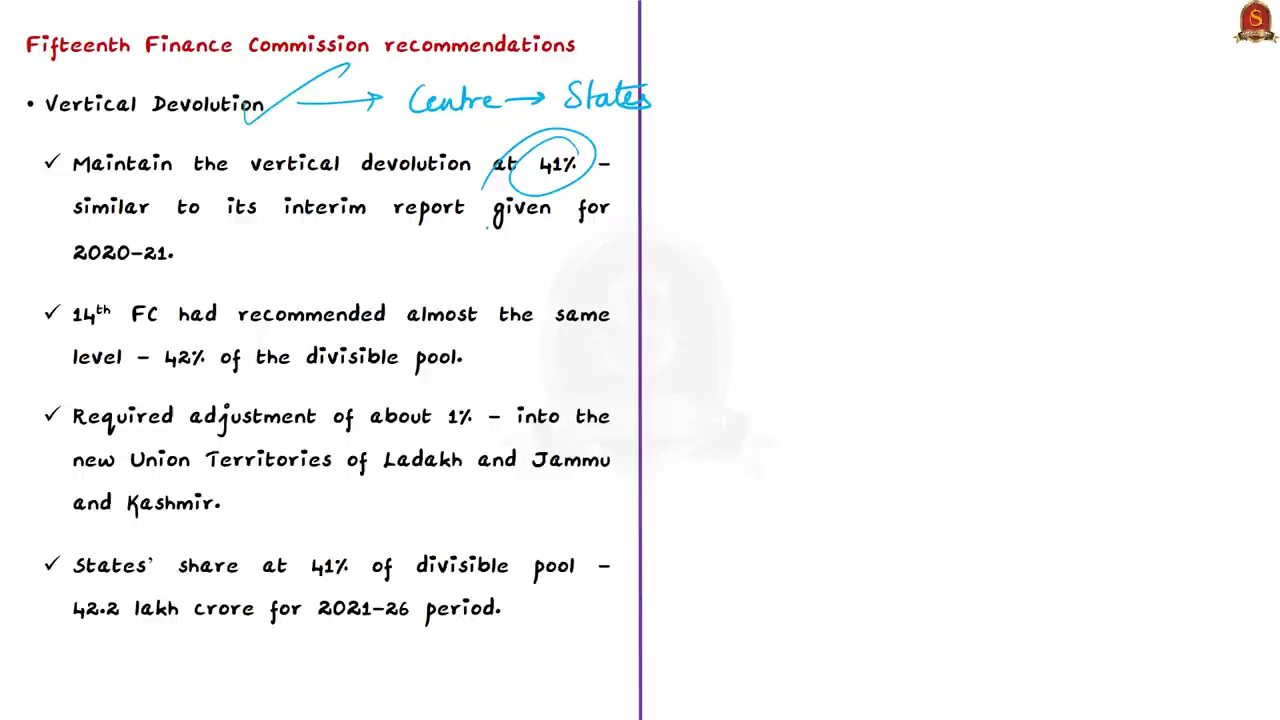 Fifteenth Finance Commission recommendations
• Vertical Devolution → Centre → States
✓ Maintain the vertical devolution at 41% –
similar to its interim report given for
2020-21.
✓ 14th FC had recommended almost the same
level – 42% of the divisible pool.
✓ Required adjustment of about 1% – into the
new Union Territories of Ladakh and Jammu
and Kashmir.
✓ States' share at 41% of divisible pool –
42.2 lakh crore for 2021-26 period.
S